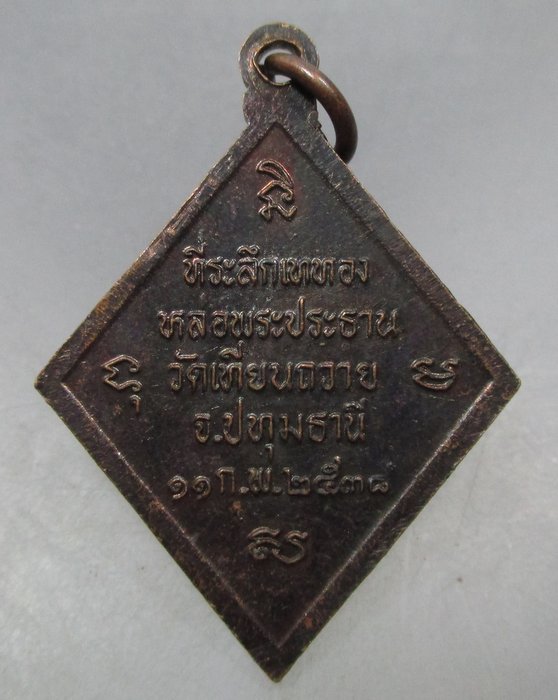 ที่ระลึกเททอง
หล่อพระประธาน
วัดเทียนถวาย
จ.ปทุมธานี
๑๑ ก.พ.๒๕๓๘